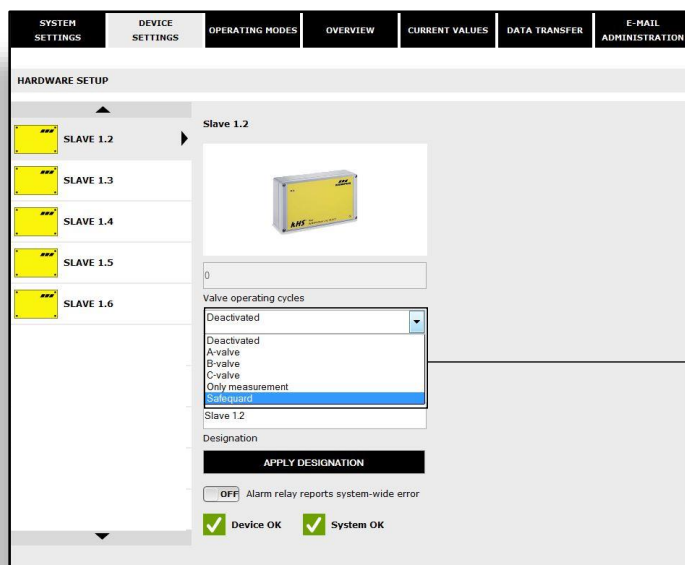 SYSTEM SETTINGS
DEVICE SETTINGS
OPERATING MODES
OVERVIEW
CURRENT VALUES
DATA TRANSFER
E-MAIL ADMINISTRATION
HARDWARE SETUP
SLAVE 1.2
SLAVE 1.3
SLAVE 1.4
SLAVE 1.5
SLAVE 1.6
Slave 1.2
KHS
0
Valve operating cycles
Deactivated
Deactivated
A-valve
B-valve
C-valve
Only measurement
Safeguard
Slave 1.2
Designation
APPLY DESIGNATION
OFF Alarm relay reports system-wide error
Device OK
System OK